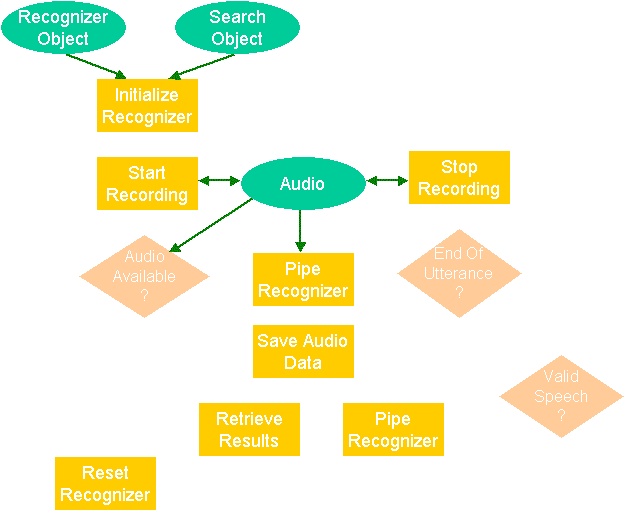 Recognizer
Object
Search
Object
Initialize
Recognizer
Start
Recording
Audio
Stop
Recording
Audio
Available
?
Pipe
Recognizer
End Of
Utterance
?
Save Audio
Data
Valid
Speech
?
Retrieve
Results
Pipe
Recognizer
Reset
Recognizer